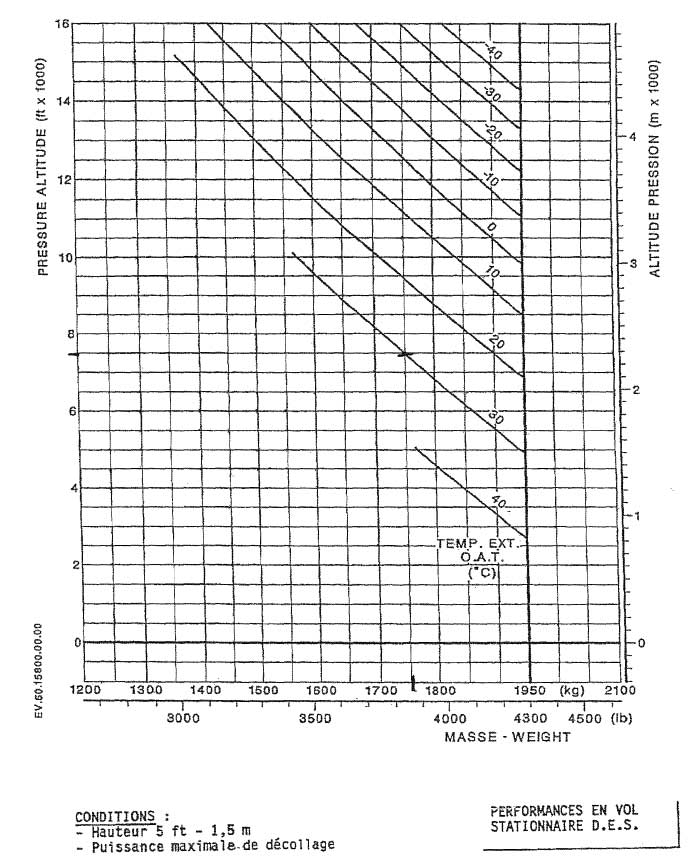 16
14
12
10
8
6
4
2
0
PRESSURE ALTITUDE (ft x 1000)
-40
-30
-20
-10
0
10
20
30
40
TEMP. EXT.
O.A.T.
(°C)
4
3
2
1
0
ALTITUDE PRESSION (m x 1000)
EV.50.15800.00.00
1200 1300 1400 1500 1600 1700 1800 1950 (kg) 2100
3000 3500 4000 4300 4500 (lb)
MASSE - WEIGHT
CONDITIONS :
- Hauteur 5 ft - 1,5 m
- Puissance maximale de décollage
PERFORMANCES EN VOL
STATIONNAIRE D.E.S.